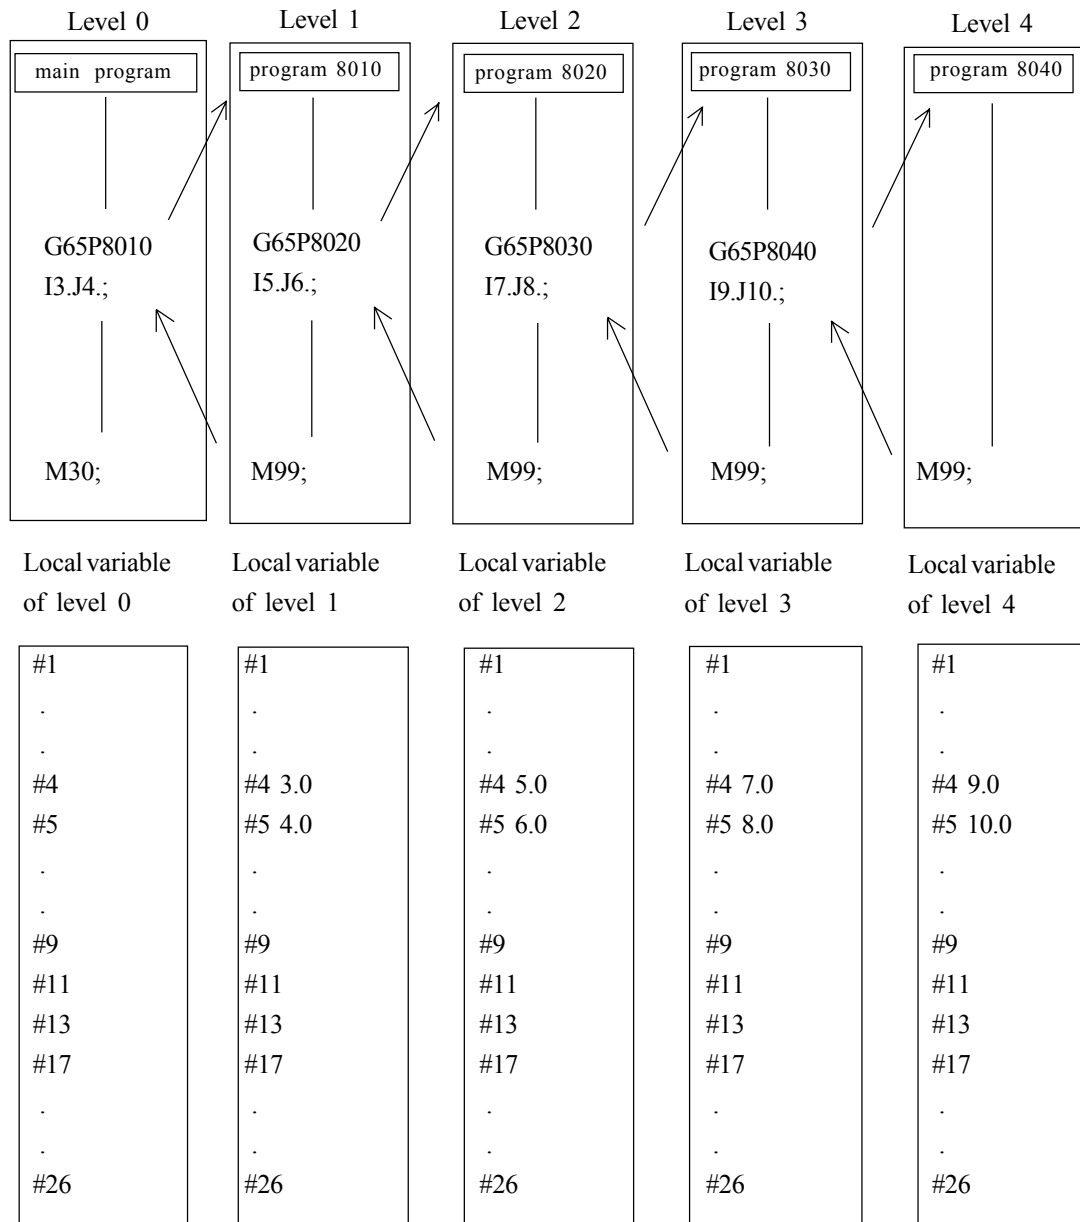 Level 0
Level 1
Level 2
Level 3
Level 4
main program
program 8010
program 8020
program 8030
program 8040
G65P8010
I3.J4.;
G65P8020
I5.J6.;
G65P8030
I7.J8.;
G65P8040
I9.J10.;
M30;
M99;
M99;
M99;
M99;
Local variable
of level 0
Local variable
of level 1
Local variable
of level 2
Local variable
of level 3
Local variable
of level 4
#1
.
.
#4
#5
.
.
#9
#11
#13
#17
.
.
#26
#1
.
.
#4 3.0
#5 4.0
.
.
#9
#11
#13
#17
.
.
#26
#1
.
.
#4 5.0
#5 6.0
.
.
#9
#11
#13
#17
.
.
#26
#1
.
.
#4 7.0
#5 8.0
.
.
#9
#11
#13
#17
.
.
#26
#1
.
.
#4 9.0
#5 10.0
.
.
#9
#11
#13
#17
.
.
#26